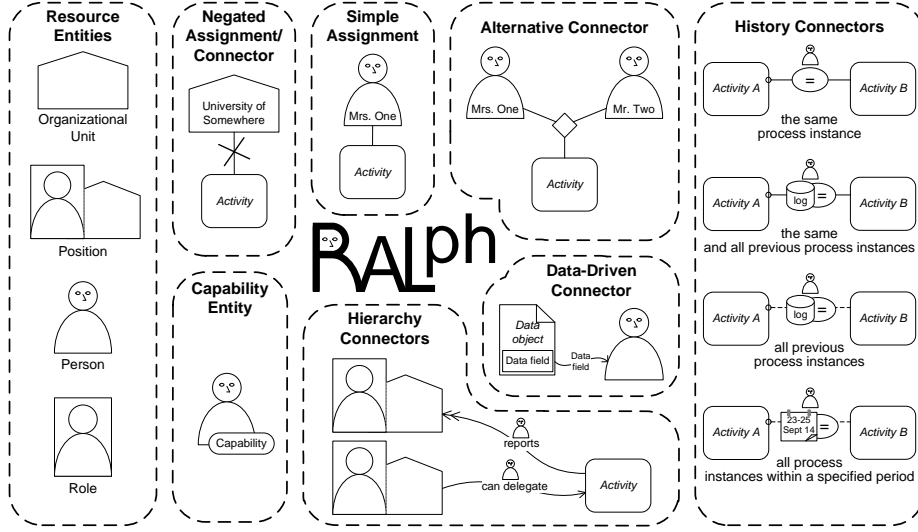 Resource
Entities
Organizational
Unit
Position
Person
Role
Negated
Assignment/
Connector
University of
Somewhere
Activity
Capability
Entity
Capability
Simple
Assignment
Mrs. One
Activity
RALph
Hierarchy
Connectors
reports
can delegate
Activity
Alternative Connector
Mrs. One
Mr. Two
Activity
Data-Driven
Connector
Data
object
Data field
Data
field
History Connectors
Activity A
=
Activity B
the same
process instance
Activity A
log
=
Activity B
the same
and all previous process instances
Activity A
log
=
Activity B
all previous
process instances
Activity A
23-25
Sept 14
=
Activity B
all process
instances within a specified period